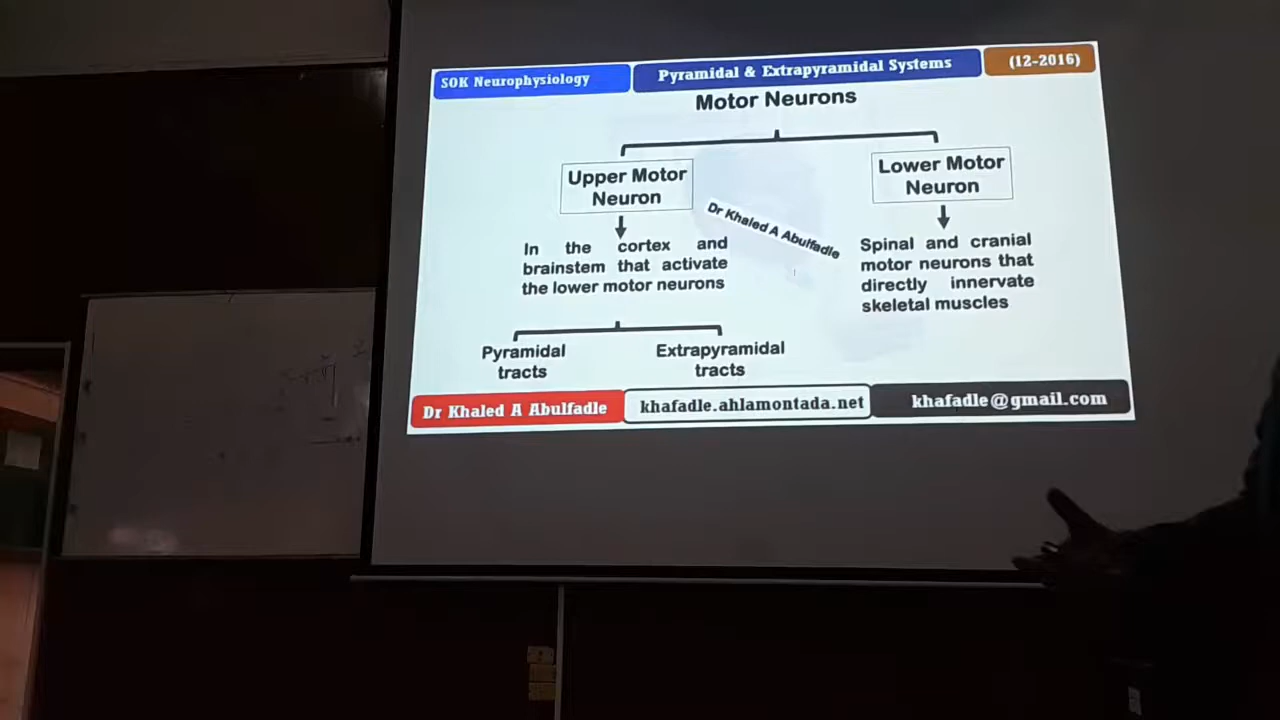 SOK Neurophysiology
Pyramidal & Extrapyramidal Systems
(12-2016)
Motor Neurons
Upper Motor
Neuron
Lower Motor
Neuron
Dr Khaled A Abulfadle
In the cortex and
brainstem that activate
the lower motor neurons
Spinal and cranial
motor neurons that
directly innervate
skeletal muscles
Pyramidal
tracts
Extrapyramidal
tracts
Dr Khaled A Abulfadle
khafadle.ahlamontada.net
khafadle@gmail.com